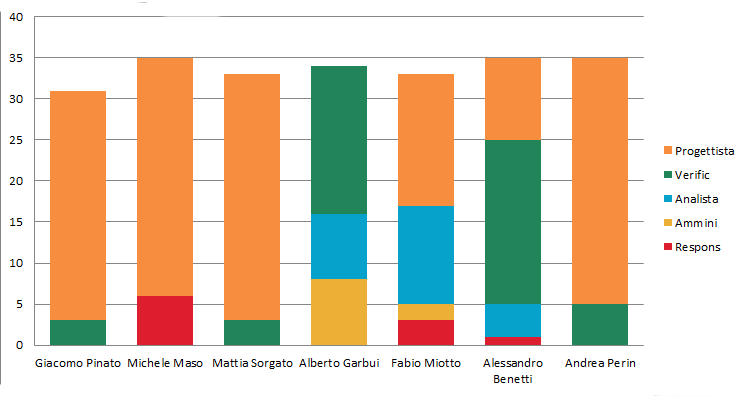 40
35
30
25
20
15
10
5
0
Giacomo Pinato Michele Maso Mattia Sorgato Alberto Garbui Fabio Miotto Alessandro Benetti Andrea Perin
Progettista
Verific
Analista
Ammini
Respons